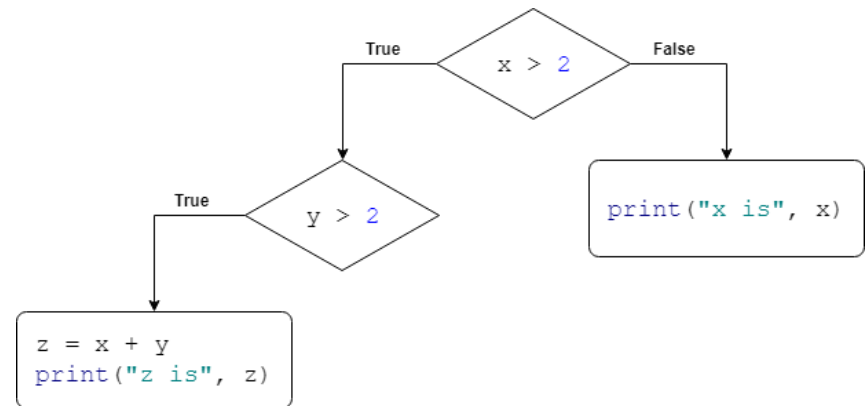 True
x > 2
False
True
y > 2
print("x is", x)
z = x + y
print("z is", z)